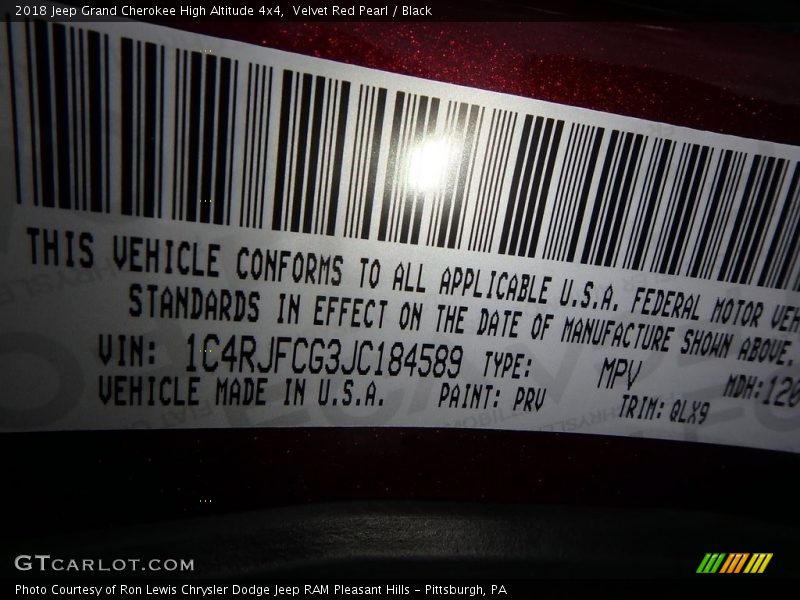 2018 Jeep Grand Cherokee High Altitude 4x4,  Velvet Red Pearl / Black
THIS VEHICLE CONFORMS TO ALL APPLICABLE U.S.A. FEDERAL MOTOR VEH
STANDARDS IN EFFECT ON THE DATE OF MANUFACTURE SHOWN ABOVE.
VIN: 1C4RJFCG3JC184589 TYPE: MPV MDH:120
VEHICLE MADE IN U.S.A. PAINT: PRV TRIM:QLX9
GTCARLOT.COM
Photo Courtesy of Ron Lewis Chrysler Dodge Jeep RAM Pleasant Hills - Pittsburgh, PA